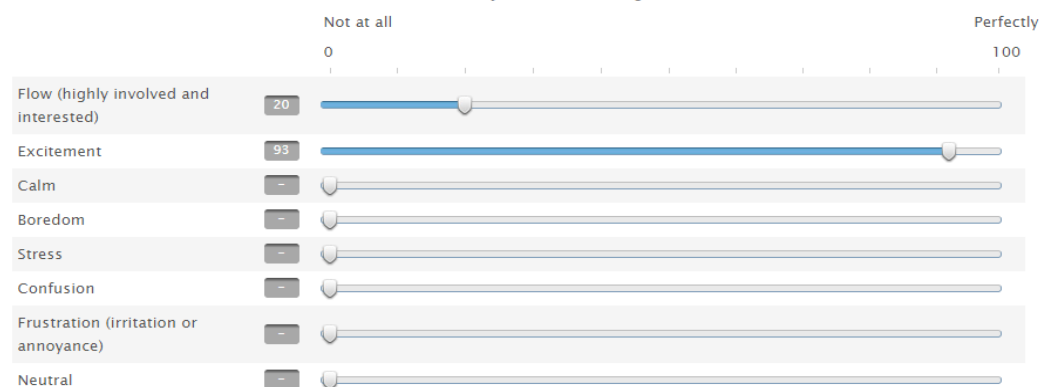 Not at all Perfectly
0 100
Flow (highly involved and
interested) 20
Excitement 93
Calm -
Boredom -
Stress -
Confusion -
Frustration (irritation or
annoyance) -
Neutral -